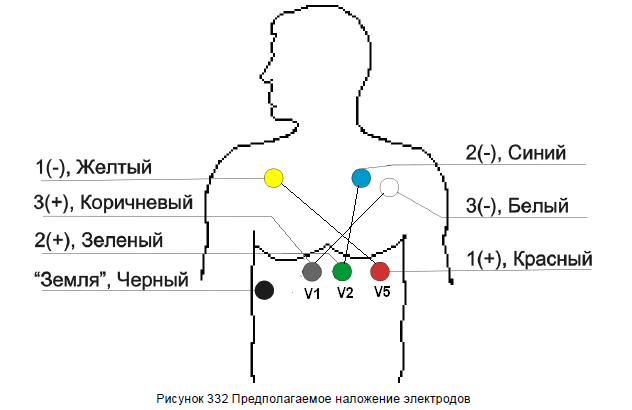 1(-), Желтый
3(+), Коричневый
2(+), Зеленый
“Земля”, Черный
2(-), Синий
3(-), Белый
1(+), Красный
V1 V2 V5
Рисунок 332 Предполагаемое наложение электродов